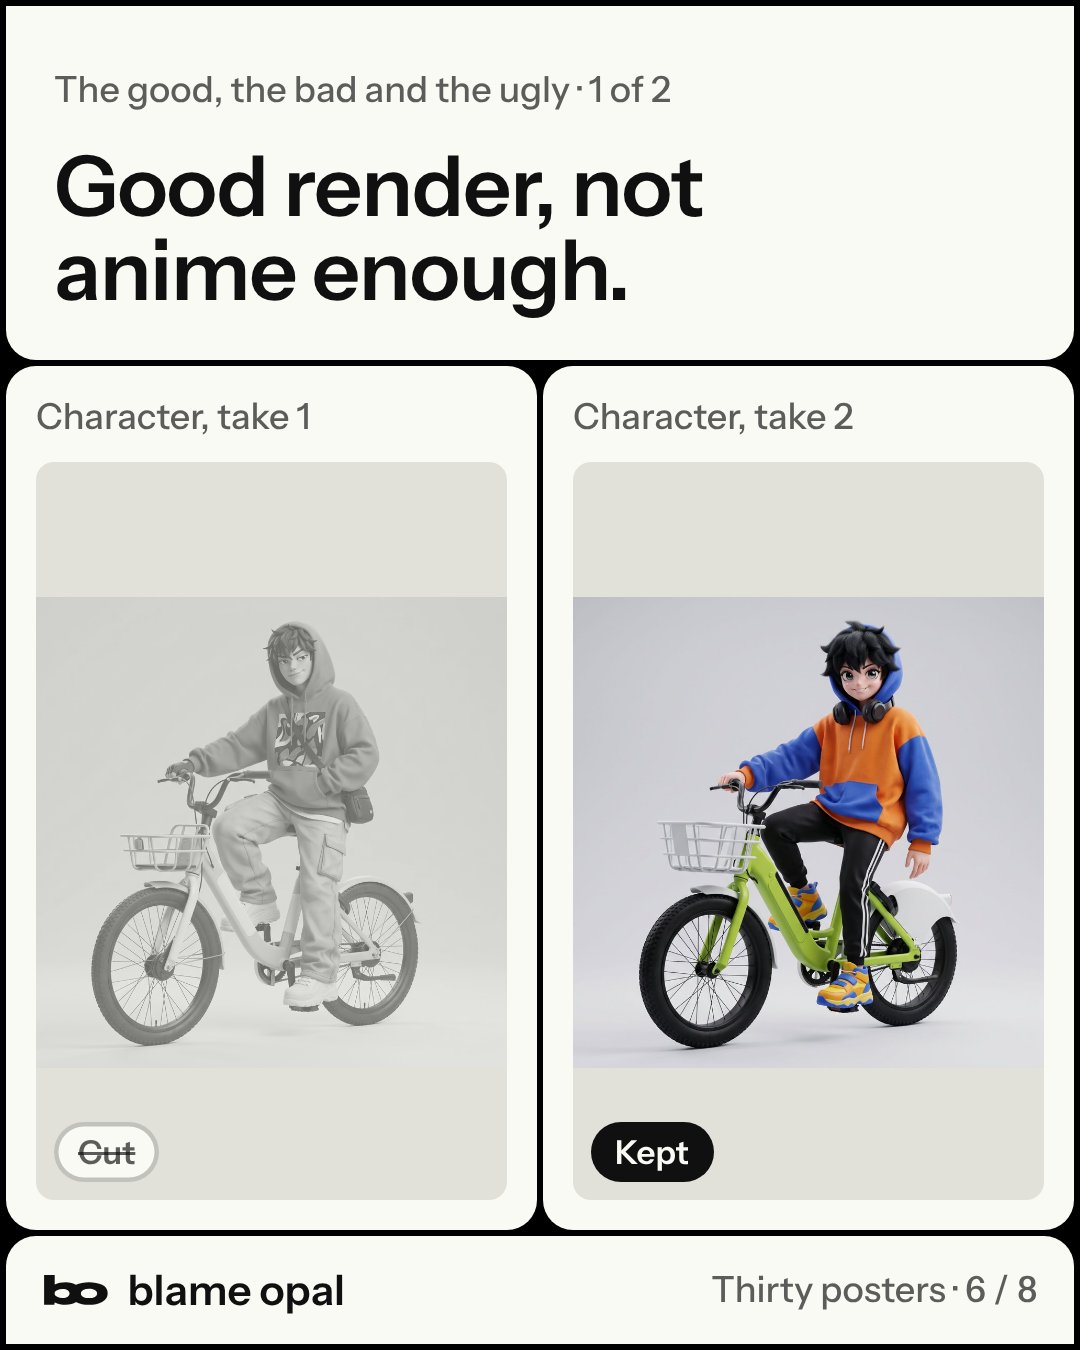 The good, the bad and the ugly · 1 of 2
Good render, not
anime enough.
Character, take 1
Character, take 2
Cut
Kept
bo blame opal
Thirty posters · 6 / 8